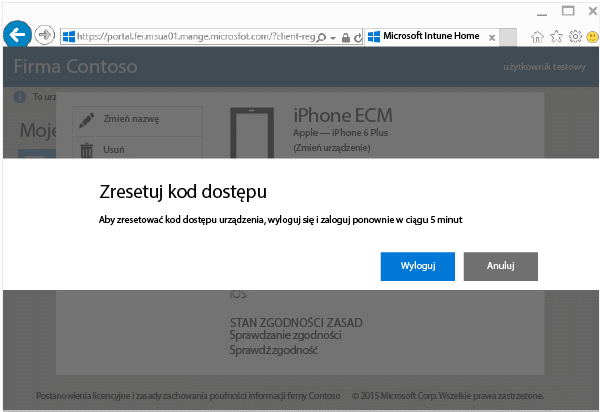 https://portal.fei.msua01.mange.microsfot.com/?client-reg
Microsoft Intune Home
Firma Contoso
użytkownik testowy
To urz
Moje
Zmień nazwę
Usuń
iPhone ECM
Apple — iPhone 6 Plus
(Zmień urządzenie)
Zresetuj kod dostępu
Aby zresetować kod dostępu urządzenia, wyloguj się i zaloguj ponownie w ciągu 5 minut
Wyloguj
Anuluj
iOS
STAN ZGODNOŚCI ZASAD
Sprawdzanie zgodności
Sprawdź zgodność
Postanowienia licencyjne i zasady zachowania poufności informacji firmy Contoso
© 2015 Microsoft Corp. Wszelkie prawa zastrzeżone.